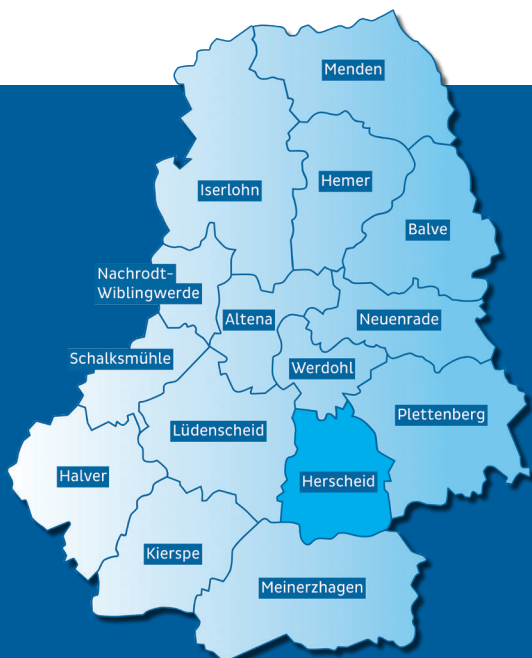 Menden
Hemer
Iserlohn
Balve
Nachrodt-
Wiblingwerde
Altena
Neuenrade
Schalksmühle
Werdohl
Plettenberg
Lüdenscheid
Halver
Herscheid
Kierspe
Meinerzhagen